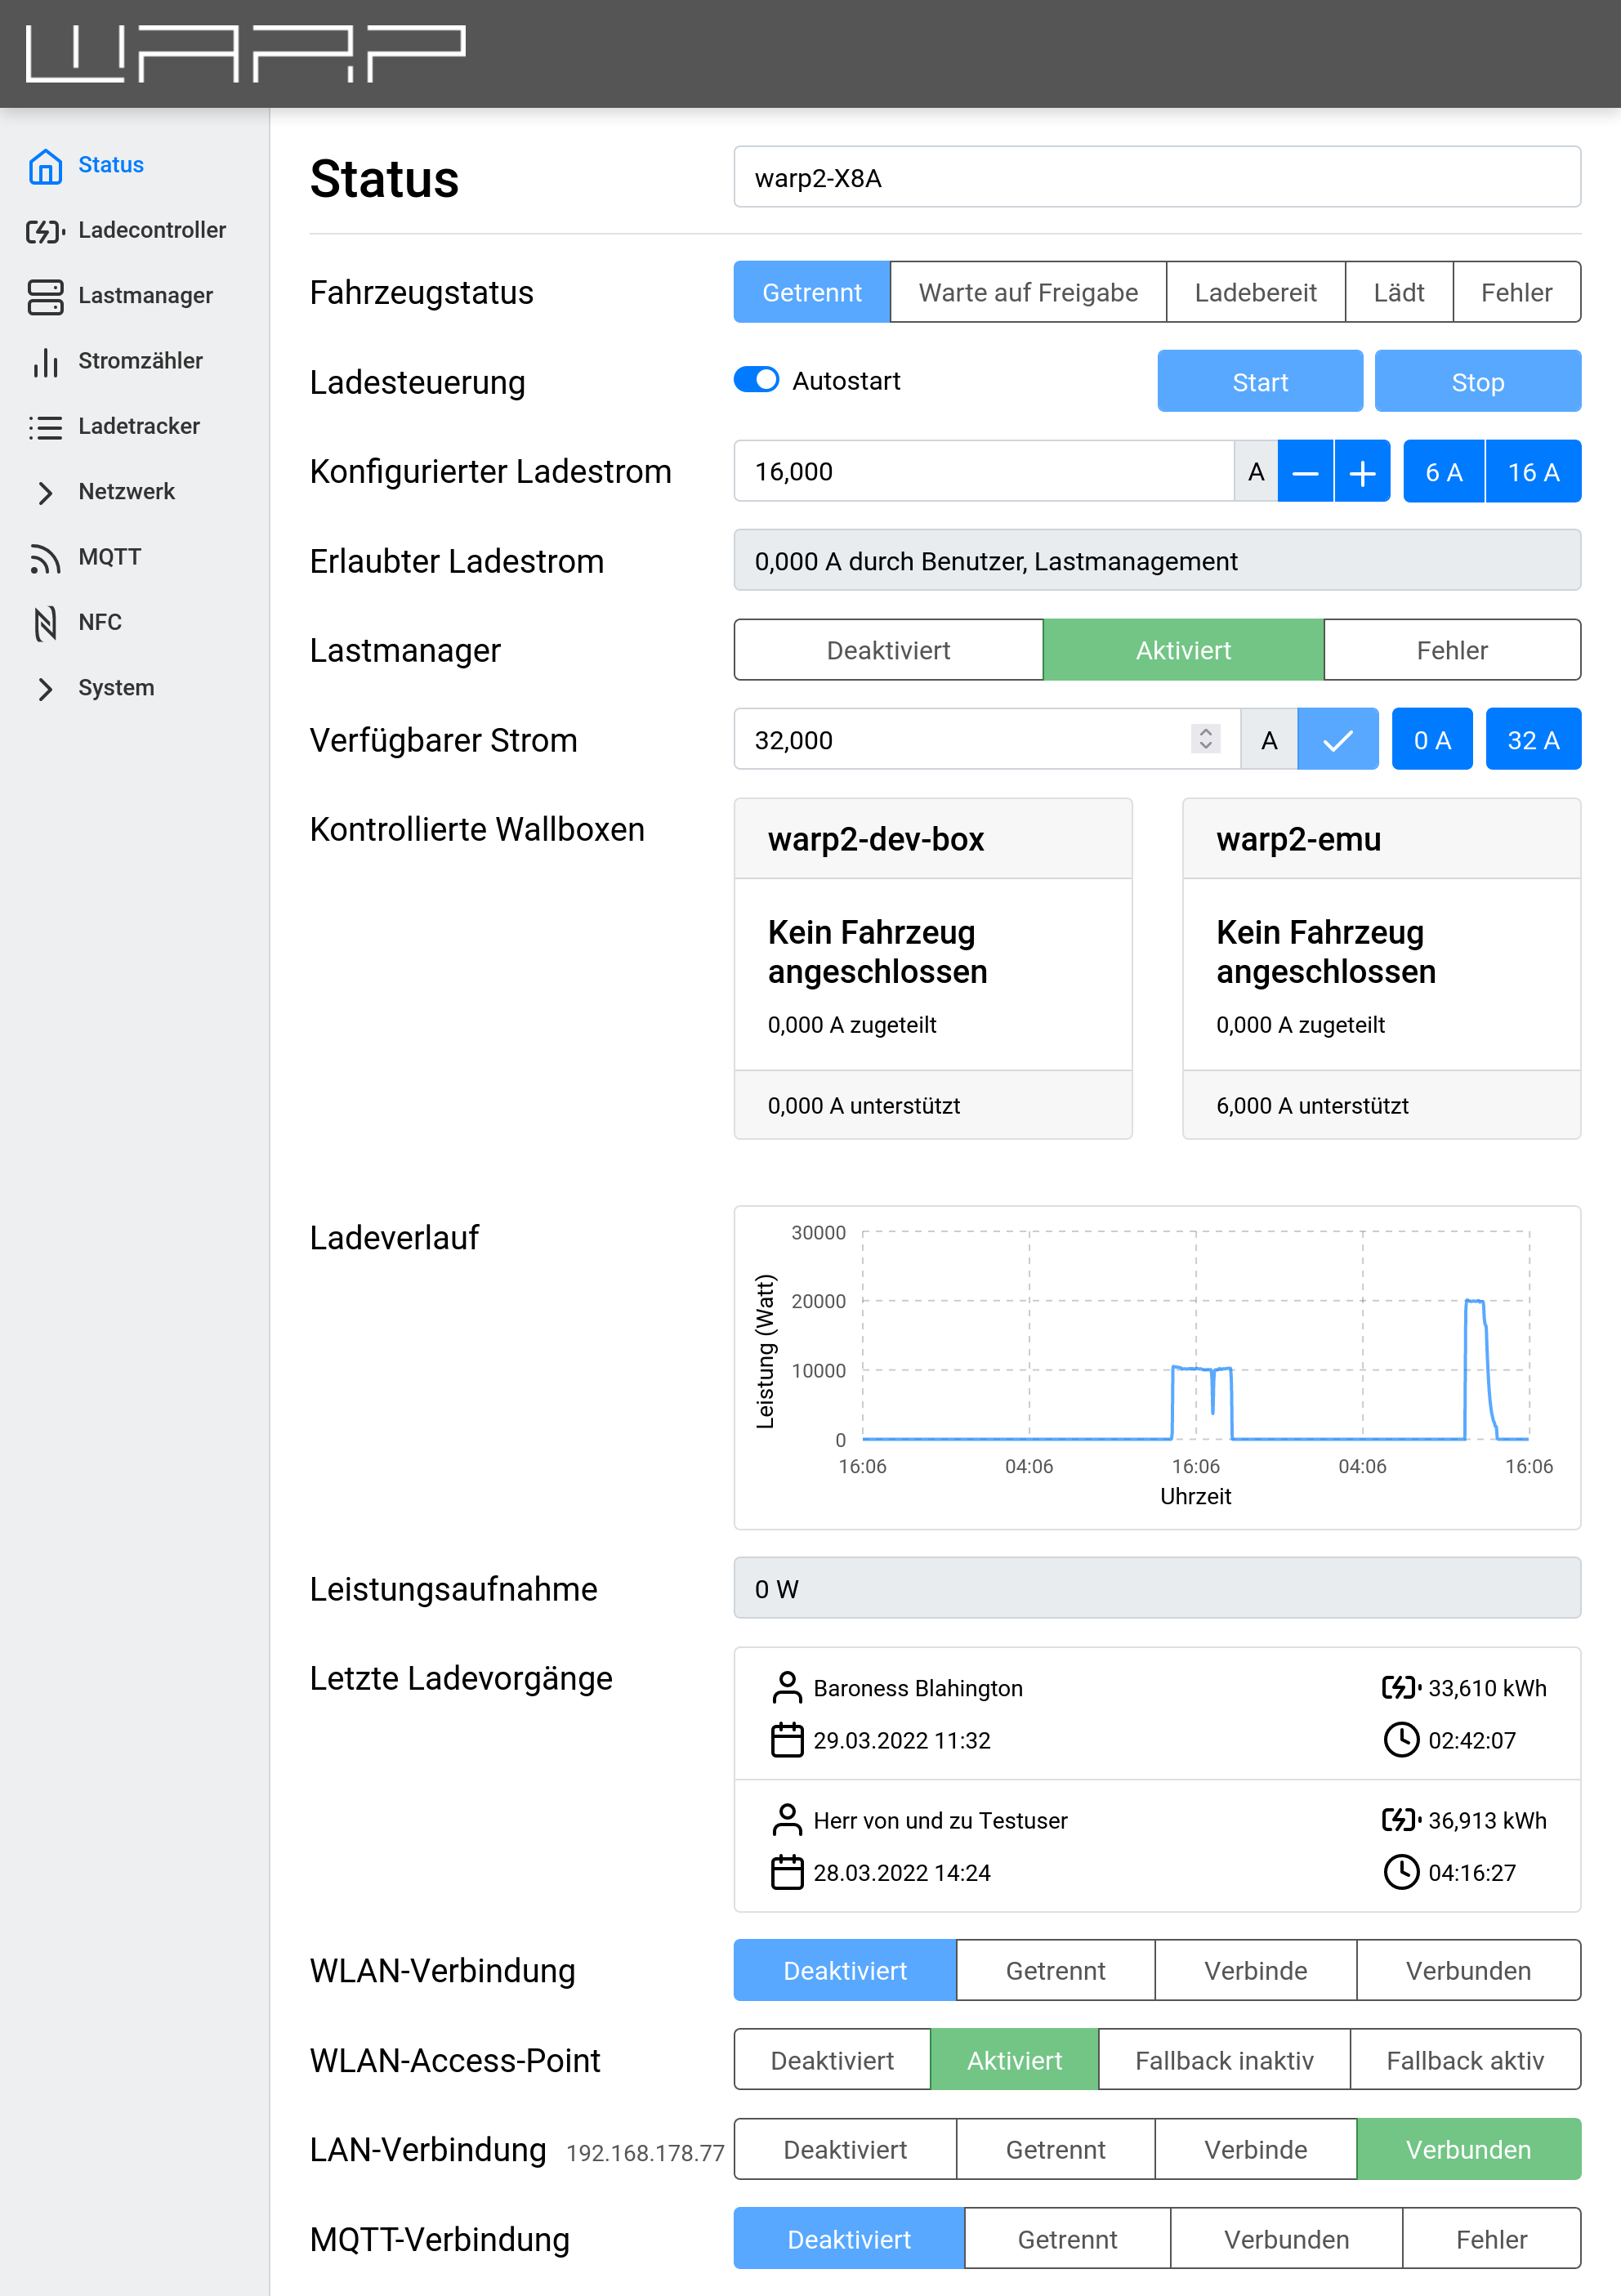 WARP
Status
Ladecontroller
Lastmanager
Stromzähler
Ladetracker
Netzwerk
MQTT
NFC
System
Status warp2-X8A
Fahrzeugstatus Getrennt Warte auf Freigabe Ladebereit Lädt Fehler
Ladesteuerung Autostart Start Stop
Konfigurierter Ladestrom 16,000 A 6 A 16 A
Erlaubter Ladestrom 0,000 A durch Benutzer, Lastmanagement
Lastmanager Deaktiviert Aktiviert Fehler
Verfügbarer Strom 32,000 A 0 A 32 A
Kontrollierte Wallboxen
warp2-dev-box
Kein Fahrzeug
angeschlossen
0,000 A zugeteilt
0,000 A unterstützt
warp2-emu
Kein Fahrzeug
angeschlossen
0,000 A zugeteilt
6,000 A unterstützt
Ladeverlauf
Leistung (Watt)
30000
20000
10000
0
16:06 04:06 16:06 04:06 16:06
Uhrzeit
Leistungsaufnahme 0 W
Letzte Ladevorgänge
Baroness Blahington 33,610 kWh
29.03.2022 11:32 02:42:07
Herr von und zu Testuser 36,913 kWh
28.03.2022 14:24 04:16:27
WLAN-Verbindung Deaktiviert Getrennt Verbinde Verbunden
WLAN-Access-Point Deaktiviert Aktiviert Fallback inaktiv Fallback aktiv
LAN-Verbindung 192.168.178.77 Deaktiviert Getrennt Verbinde Verbunden
MQTT-Verbindung Deaktiviert Getrennt Verbunden Fehler